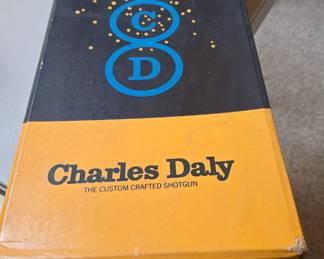 C
D
Charles Daly
THE CUSTOM CRAFTED SHOTGUN